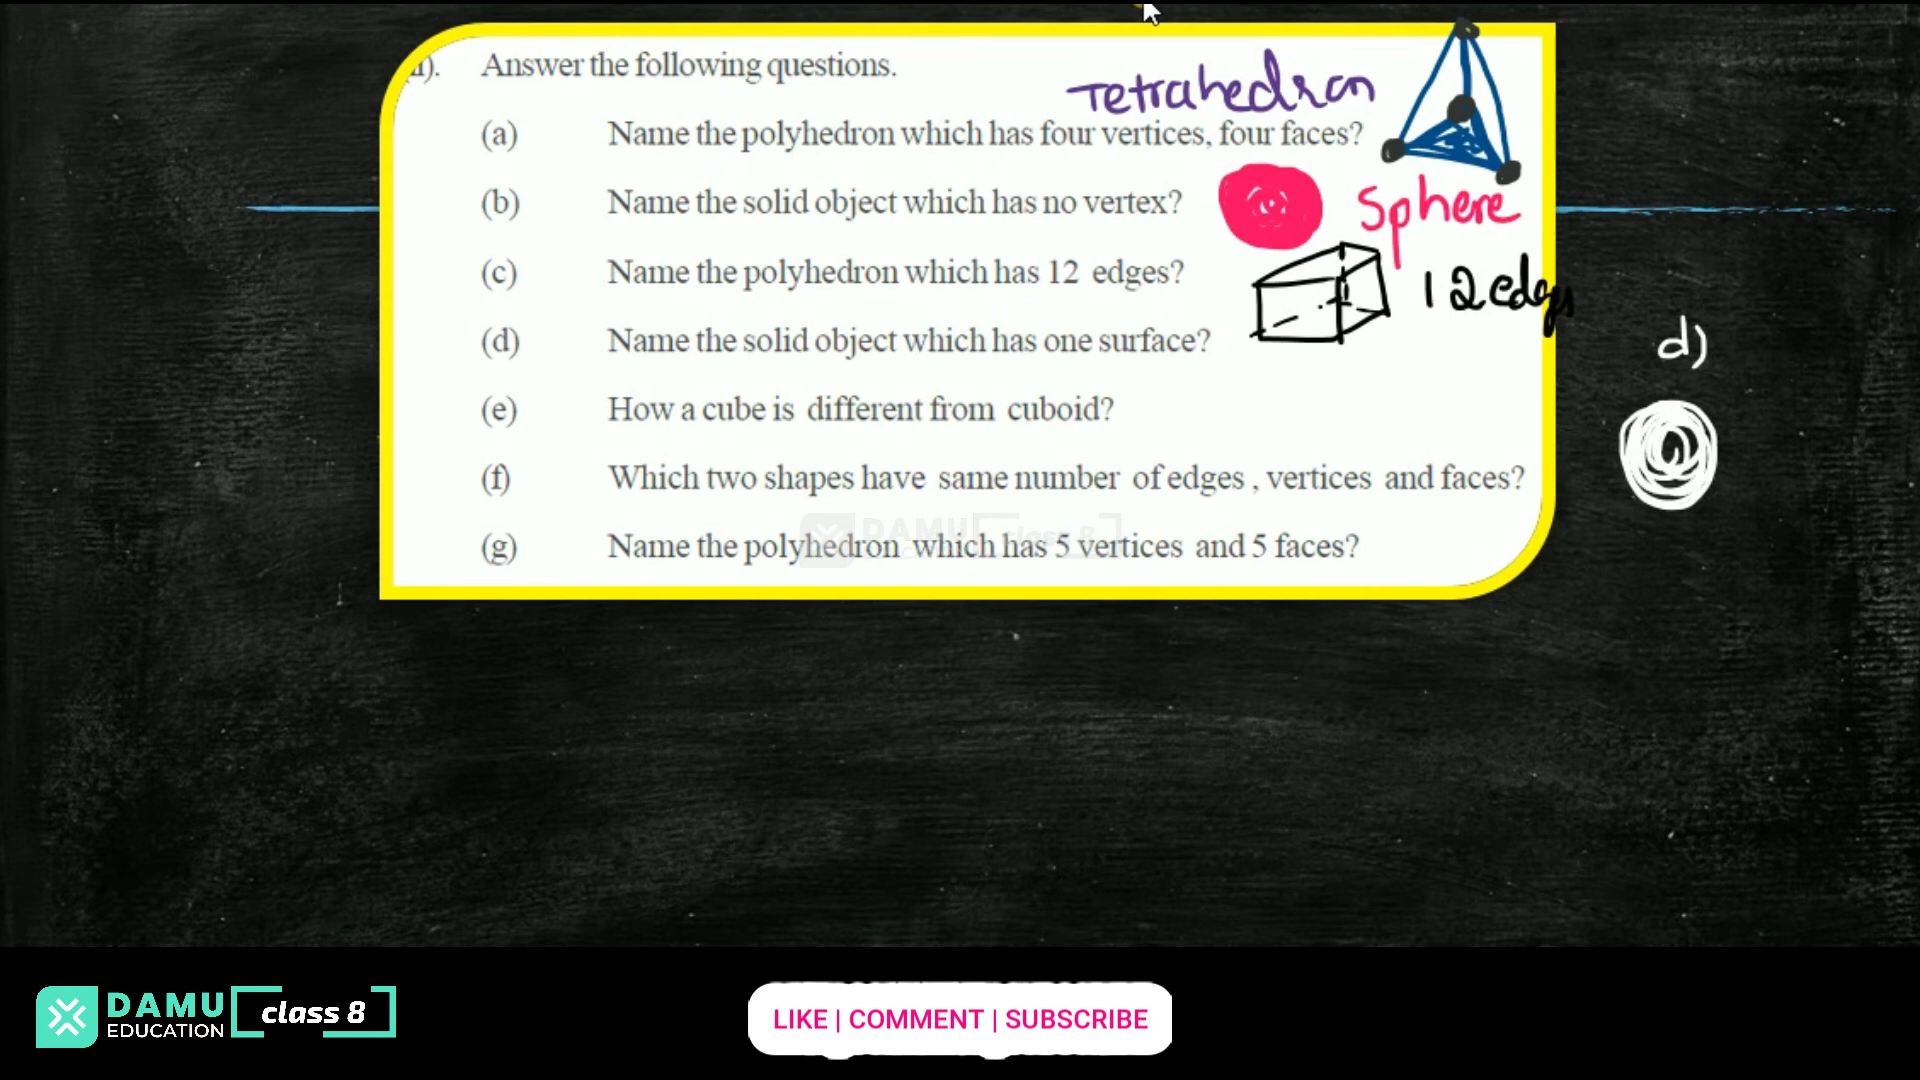 Answer the following questions.
Tetrahedron
(a) Name the polyhedron which has four vertices, four faces?
(b) Name the solid object which has no vertex?
Sphere
(c) Name the polyhedron which has 12 edges?
12 edges
(d) Name the solid object which has one surface?
d)
(e) How a cube is different from cuboid?
(f) Which two shapes have same number of edges , vertices and faces?
DAMU class 8
(g) Name the polyhedron which has 5 vertices and 5 faces?
DAMU
EDUCATION
class 8
LIKE | COMMENT | SUBSCRIBE